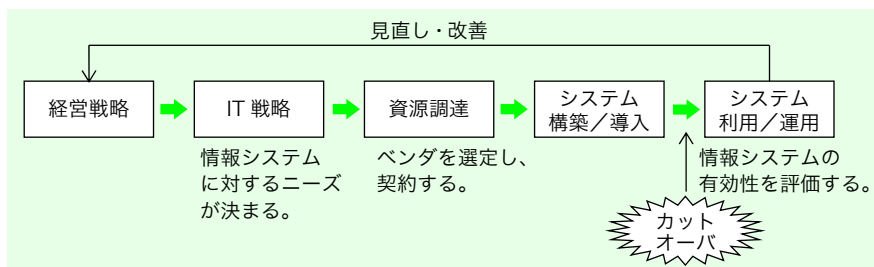 見直し・改善
経営戦略
IT 戦略
資源調達
システム
構築／導入
システム
利用／運用
情報システム
に対するニーズ
が決まる。
ベンダを選定し、
契約する。
情報システムの
有効性を評価する。
カット
オーバ